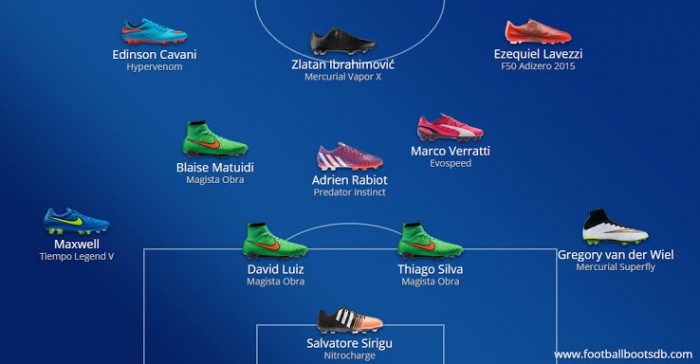 Edinson Cavani
Hypervenom
Zlatan Ibrahimović
Mercurial Vapor X
Ezequiel Lavezzi
F50 Adizero 2015
Blaise Matuidi
Magista Obra
Adrien Rabiot
Predator Instinct
Marco Verratti
Evospeed
Maxwell
Tiempo Legend V
David Luiz
Magista Obra
Thiago Silva
Magista Obra
Gregory van der Wiel
Mercurial Superfly
Salvatore Sirigu
Nitrocharge
www.footballbootsdb.com